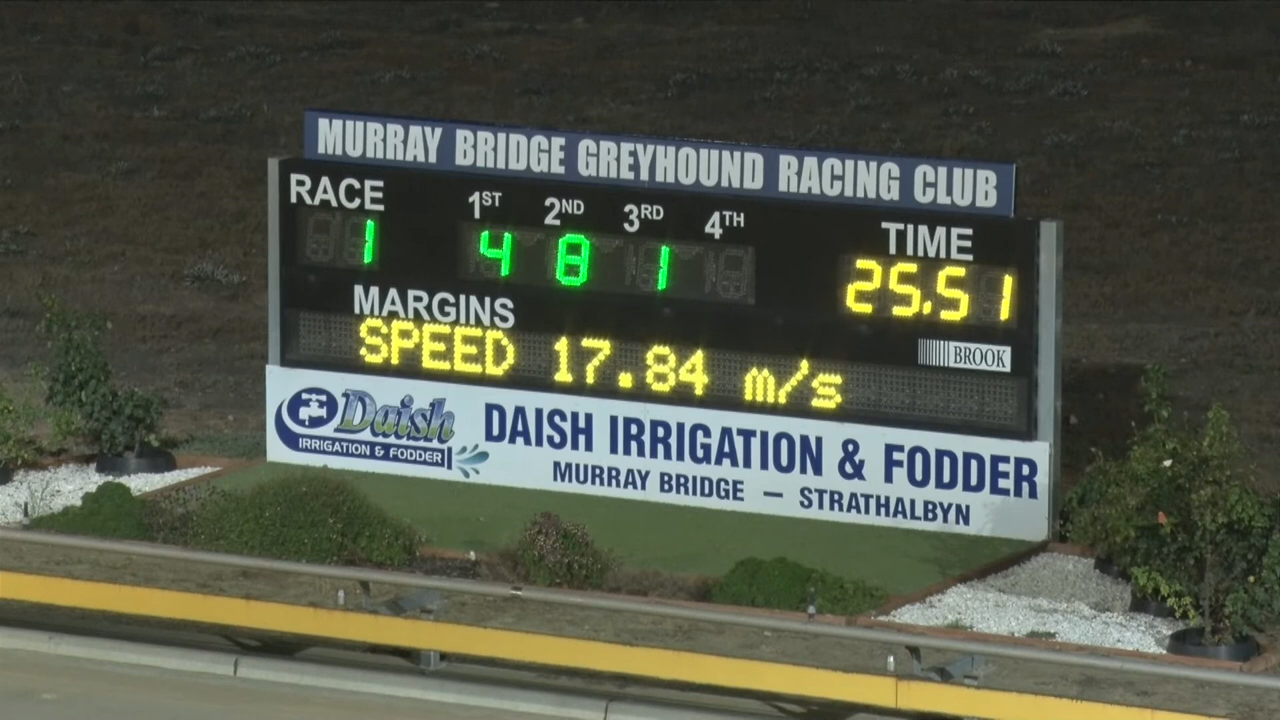 MURRAY BRIDGE GREYHOUND RACING CLUB
RACE 1ST 2ND 3RD 4TH TIME
1 4 8 1 25.51
MARGINS
BROOK
SPEED 17.84 m/s
Daish
IRRIGATION & FODDER
DAISH IRRIGATION & FODDER
MURRAY BRIDGE — STRATHALBYN